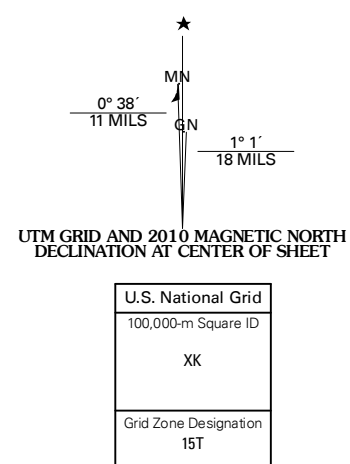 MN
0° 38´
11 MILS
GN
1° 1´
18 MILS
UTM GRID AND 2010 MAGNETIC NORTH
DECLINATION AT CENTER OF SHEET
U.S. National Grid
100,000-m Square ID
XK
Grid Zone Designation
15T